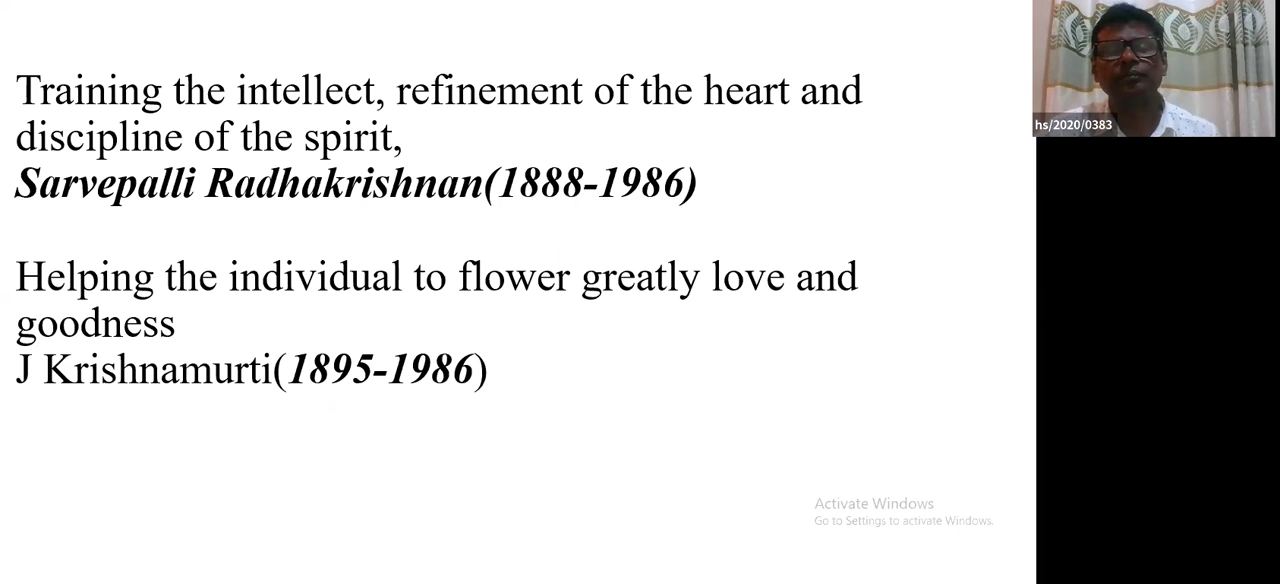 Training the intellect, refinement of the heart and
discipline of the spirit,
Sarvepalli Radhakrishnan(1888-1986)
Helping the individual to flower greatly love and
goodness
J Krishnamurti(1895-1986)
hs/2020/0383
Activate Windows
Go to Settings to activate Windows.